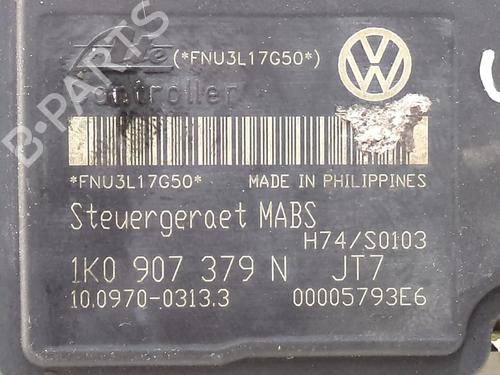 (*FNU3L17G50*)
Controller
*FNU3L17G50* MADE IN PHILIPPINES
Steuergeraet MABS
H74/S0103
1K0 907 379 N JT7
10.0970-0313.3 00005793E6
B-PARTS